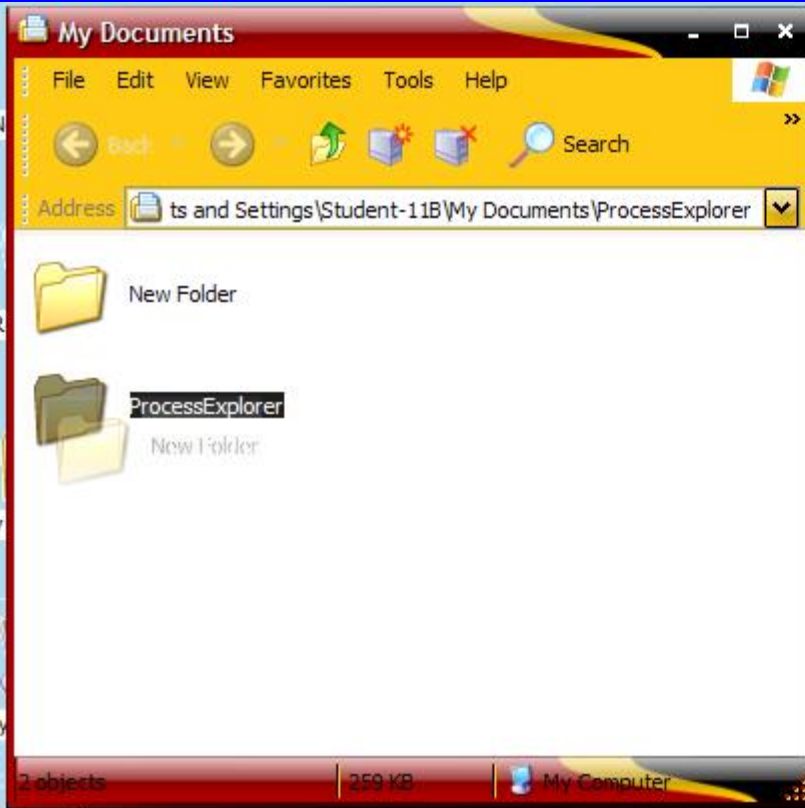 My Documents
File Edit View Favorites Tools Help
Back Search
Address ts and Settings\Student-11B\My Documents\ProcessExplorer
New Folder
ProcessExplorer
New Folder
2 objects 259 KB My Computer